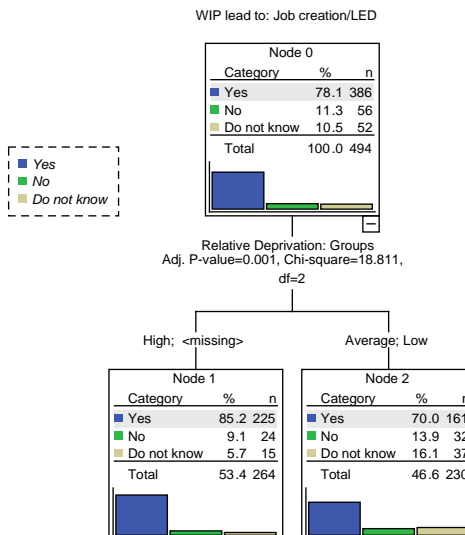 WIP lead to: Job creation/LED
Node 0
Category % n
Yes 78.1 386
No 11.3 56
Do not know 10.5 52
Total 100.0 494
Yes
No
Do not know
Relative Deprivation: Groups
Adj. P-value=0.001, Chi-square=18.811,
df=2
High; <missing>
Average; Low
Node 1
Category % n
Yes 85.2 225
No 9.1 24
Do not know 5.7 15
Total 53.4 264
Node 2
Category % n
Yes 70.0 161
No 13.9 32
Do not know 16.1 37
Total 46.6 230